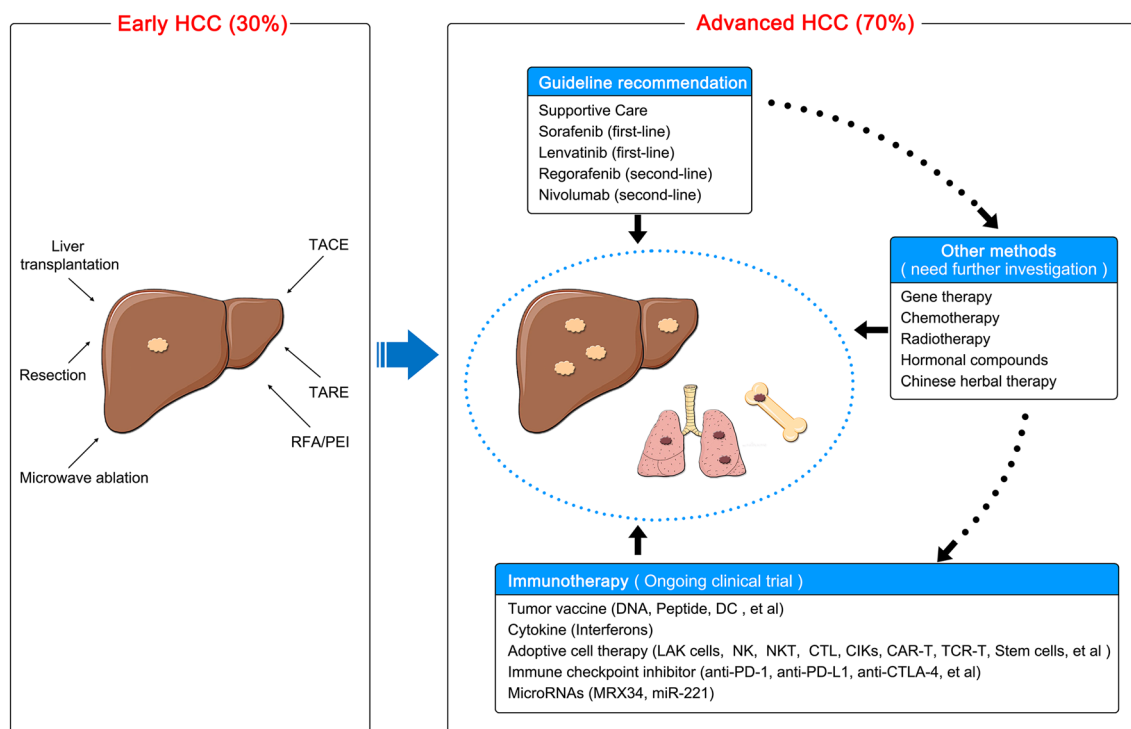 Early HCC (30%)
Liver
transplantation
TACE
Resection
TARE
RFA/PEI
Microwave ablation
Advanced HCC (70%)
Guideline recommendation
Supportive Care
Sorafenib (first-line)
Lenvatinib (first-line)
Regorafenib (second-line)
Nivolumab (second-line)
Other methods
( need further investigation )
Gene therapy
Chemotherapy
Radiotherapy
Hormonal compounds
Chinese herbal therapy
Immunotherapy ( Ongoing clinical trial )
Tumor vaccine (DNA, Peptide, DC , et al)
Cytokine (Interferons)
Adoptive cell therapy (LAK cells, NK, NKT, CTL, CIKs, CAR-T, TCR-T, Stem cells, et al )
Immune checkpoint inhibitor (anti-PD-1, anti-PD-L1, anti-CTLA-4, et al)
MicroRNAs (MRX34, miR-221)